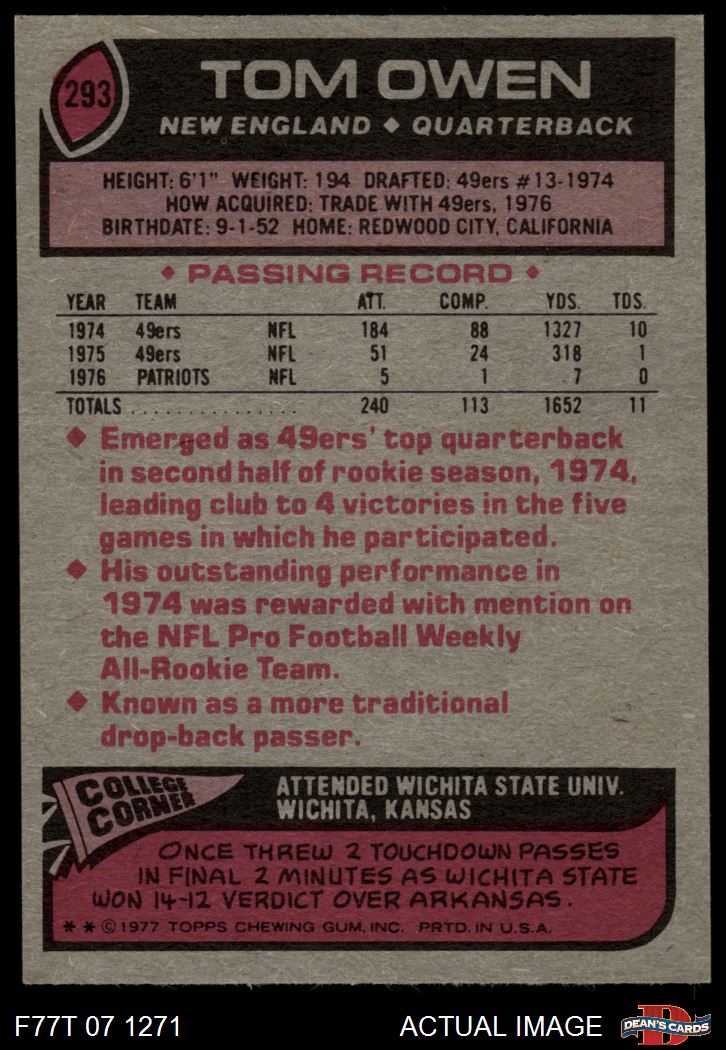 293
TOM OWEN
NEW ENGLAND ♦ QUARTERBACK
HEIGHT: 6'1" WEIGHT: 194 DRAFTED: 49ers #13-1974
HOW ACQUIRED: TRADE WITH 49ers, 1976
BIRTHDATE: 9-1-52 HOME: REDWOOD CITY, CALIFORNIA
♦ PASSING RECORD ♦
YEAR TEAM ATT. COMP. YDS. TDS.
1974 49ers NFL 184 88 1327 10
1975 49ers NFL 51 24 318 1
1976 PATRIOTS NFL 5 1 7 0
TOTALS . . . . . . . . . . . . . . . 240 113 1652 11
♦ Emerged as 49ers' top quarterback
in second half of rookie season, 1974,
leading club to 4 victories in the five
games in which he participated.
♦ His outstanding performance in
1974 was rewarded with mention on
the NFL Pro Football Weekly
All-Rookie Team.
♦ Known as a more traditional
drop-back passer.
COLLEGE
CORNER
ATTENDED WICHITA STATE UNIV.
WICHITA, KANSAS
ONCE THREW 2 TOUCHDOWN PASSES
IN FINAL 2 MINUTES AS WICHITA STATE
WON 14-12 VERDICT OVER ARKANSAS.
* * © 1977 TOPPS CHEWING GUM, INC. PRTD. IN U.S.A.
F77T 07 1271 ACTUAL IMAGE
D
DEAN'S CARDS